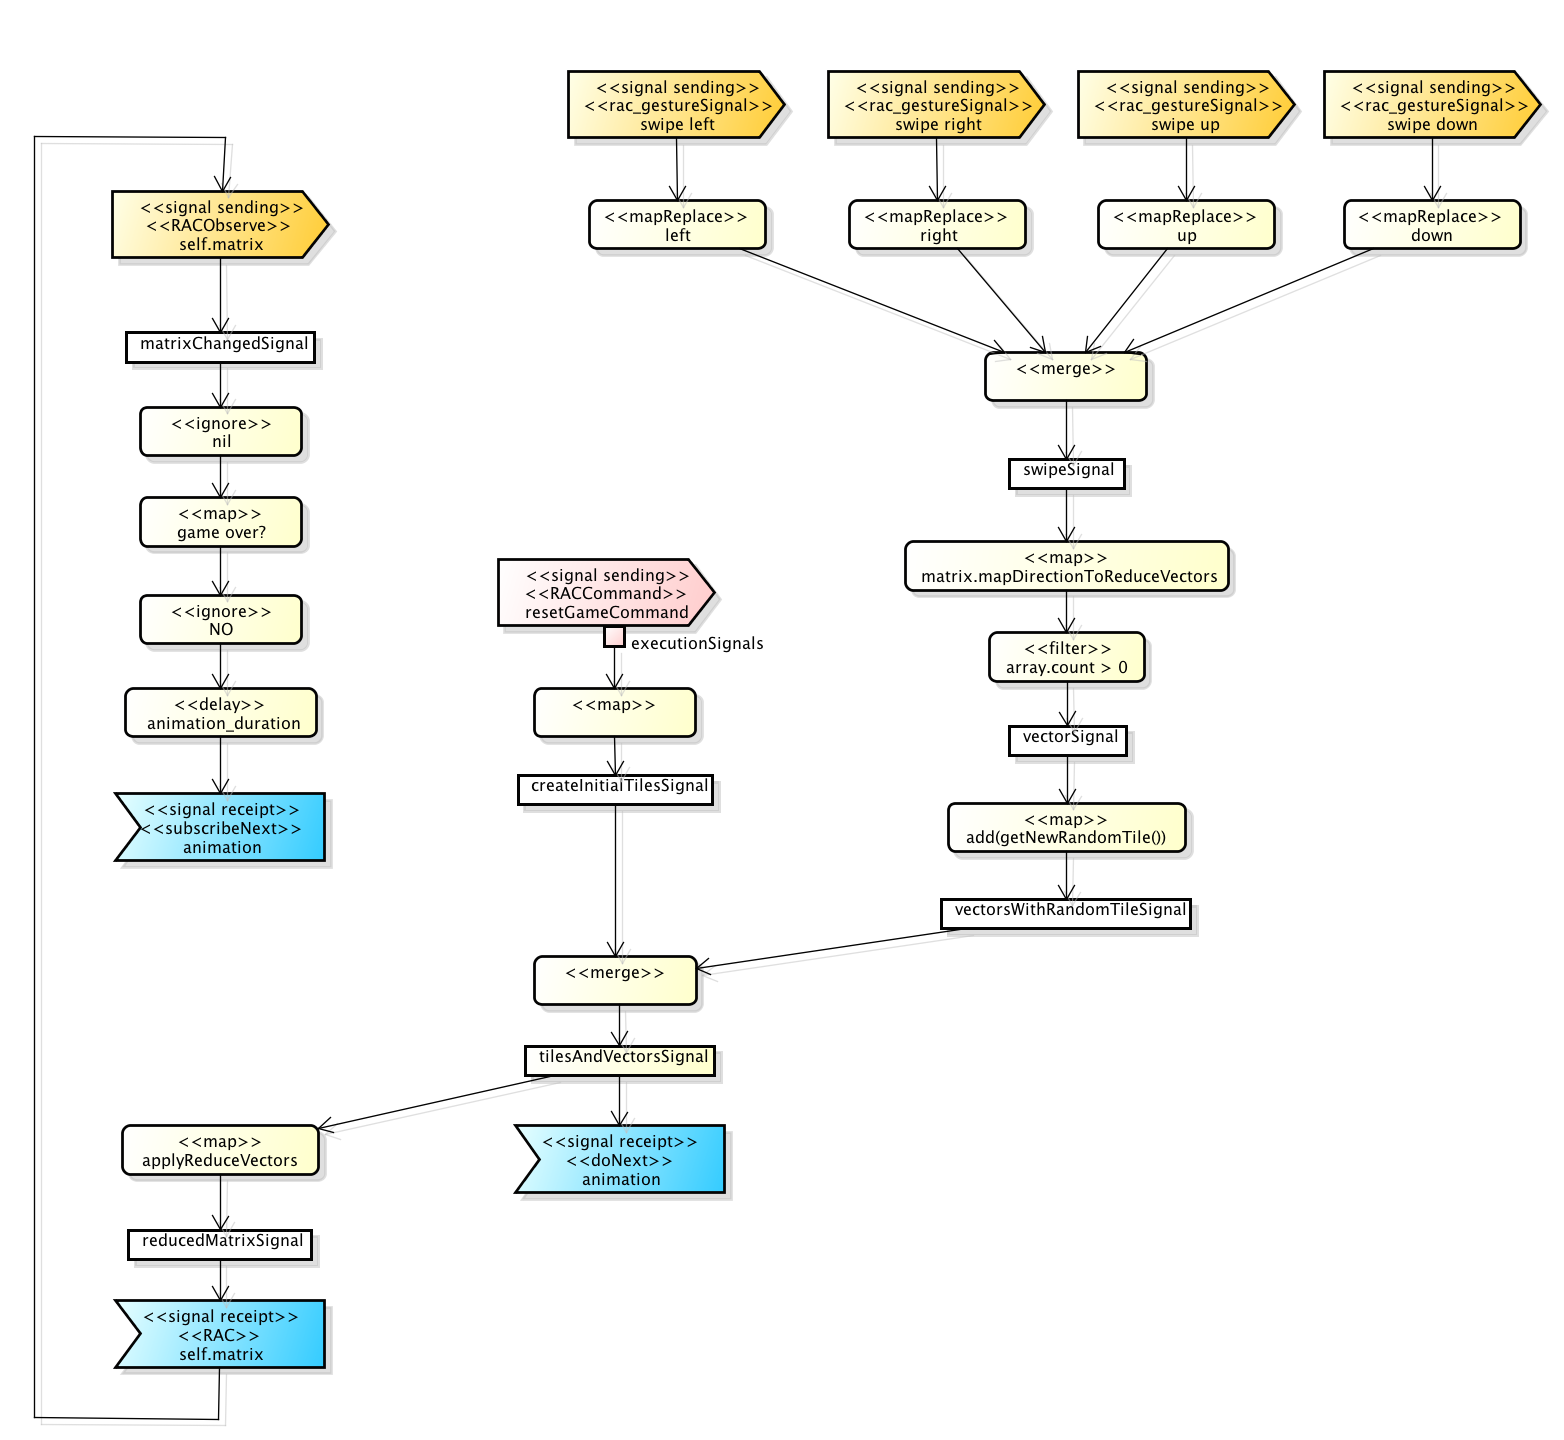 <<signal sending>>
<<rac_gestureSignal>>
swipe left
<<signal sending>>
<<rac_gestureSignal>>
swipe right
<<signal sending>>
<<rac_gestureSignal>>
swipe up
<<signal sending>>
<<rac_gestureSignal>>
swipe down
<<mapReplace>>
left
<<mapReplace>>
right
<<mapReplace>>
up
<<mapReplace>>
down
<<merge>>
swipeSignal
<<map>>
matrix.mapDirectionToReduceVectors
<<filter>>
array.count > 0
vectorSignal
<<map>>
add(getNewRandomTile())
vectorsWithRandomTileSignal
<<signal sending>>
<<RACCommand>>
resetGameCommand
executionSignals
<<map>>
createInitialTilesSignal
<<merge>>
tilesAndVectorsSignal
<<signal receipt>>
<<doNext>>
animation
<<map>>
applyReduceVectors
reducedMatrixSignal
<<signal receipt>>
<<RAC>>
self.matrix
<<signal sending>>
<<RACObserve>>
self.matrix
matrixChangedSignal
<<ignore>>
nil
<<map>>
game over?
<<ignore>>
NO
<<delay>>
animation_duration
<<signal receipt>>
<<subscribeNext>>
animation